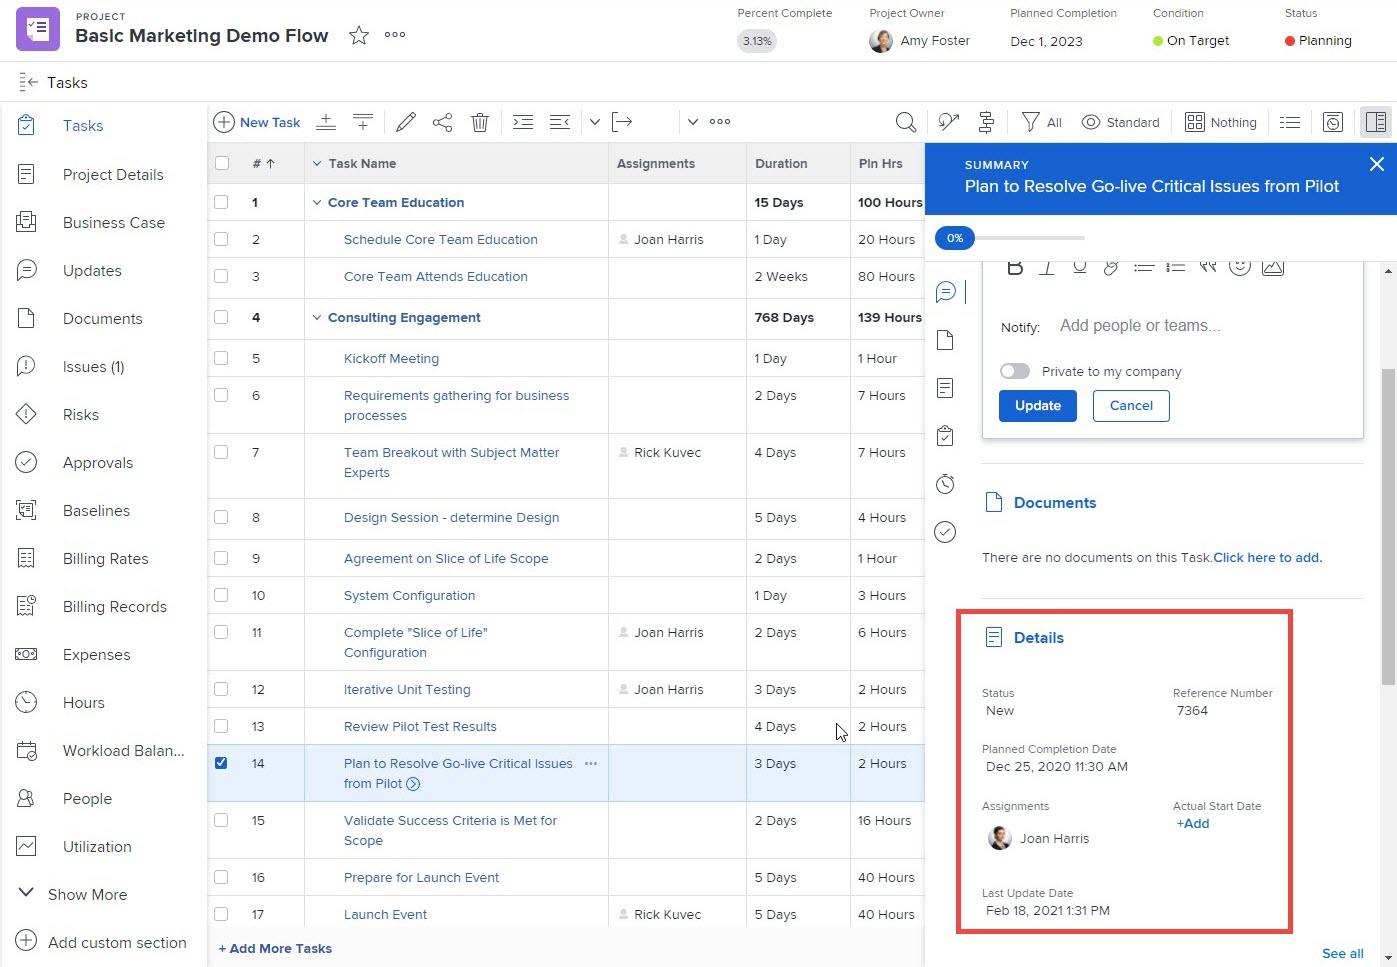 PROJECT
Basic Marketing Demo Flow
Percent Complete
3.13%
Project Owner
Amy Foster
Planned Completion
Dec 1, 2023
Condition
On Target
Status
Planning
Tasks
Tasks
Project Details
Business Case
Updates
Documents
Issues (1)
Risks
Approvals
Baselines
Billing Rates
Billing Records
Expenses
Hours
Workload Balan...
People
Utilization
Show More
Add custom section
New Task
All
Standard
Nothing
# Task Name Assignments Duration Pln Hrs
1 Core Team Education 15 Days 100 Hours
2 Schedule Core Team Education Joan Harris 1 Day 20 Hours
3 Core Team Attends Education 2 Weeks 80 Hours
4 Consulting Engagement 768 Days 139 Hours
5 Kickoff Meeting 1 Day 1 Hour
6 Requirements gathering for business 2 Days 7 Hours
processes
7 Team Breakout with Subject Matter Rick Kuvec 4 Days 7 Hours
Experts
8 Design Session - determine Design 5 Days 4 Hours
9 Agreement on Slice of Life Scope 2 Days 1 Hour
10 System Configuration 1 Day 3 Hours
11 Complete "Slice of Life" Joan Harris 2 Days 6 Hours
Configuration
12 Iterative Unit Testing Joan Harris 3 Days 2 Hours
13 Review Pilot Test Results 4 Days 2 Hours
14 Plan to Resolve Go-live Critical Issues 3 Days 2 Hours
from Pilot
15 Validate Success Criteria is Met for 2 Days 16 Hours
Scope
16 Prepare for Launch Event 5 Days 40 Hours
17 Launch Event Rick Kuvec 5 Days 40 Hours
+ Add More Tasks
SUMMARY
Plan to Resolve Go-live Critical Issues from Pilot
0%
Notify: Add people or teams...
Private to my company
Update Cancel
Documents
There are no documents on this Task.Click here to add.
Details
Status Reference Number
New 7364
Planned Completion Date
Dec 25, 2020 11:30 AM
Assignments Actual Start Date
Joan Harris +Add
Last Update Date
Feb 18, 2021 1:31 PM
See all